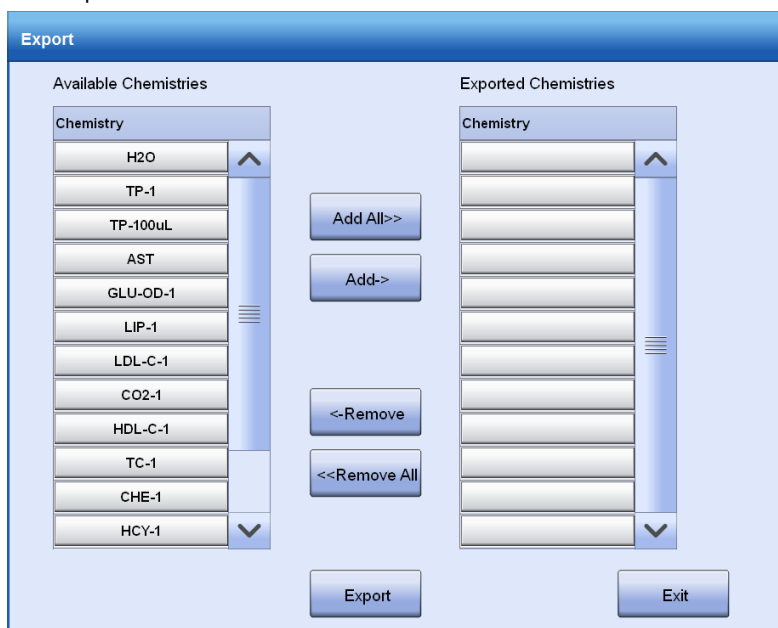 Export
Available Chemistries
Exported Chemistries
Chemistry
Chemistry
H2O
TP-1
TP-100uL
AST
GLU-OD-1
LIP-1
LDL-C-1
CO2-1
HDL-C-1
TC-1
CHE-1
HCY-1
Add All>>
Add->
<-Remove
<<Remove All
Export
Exit